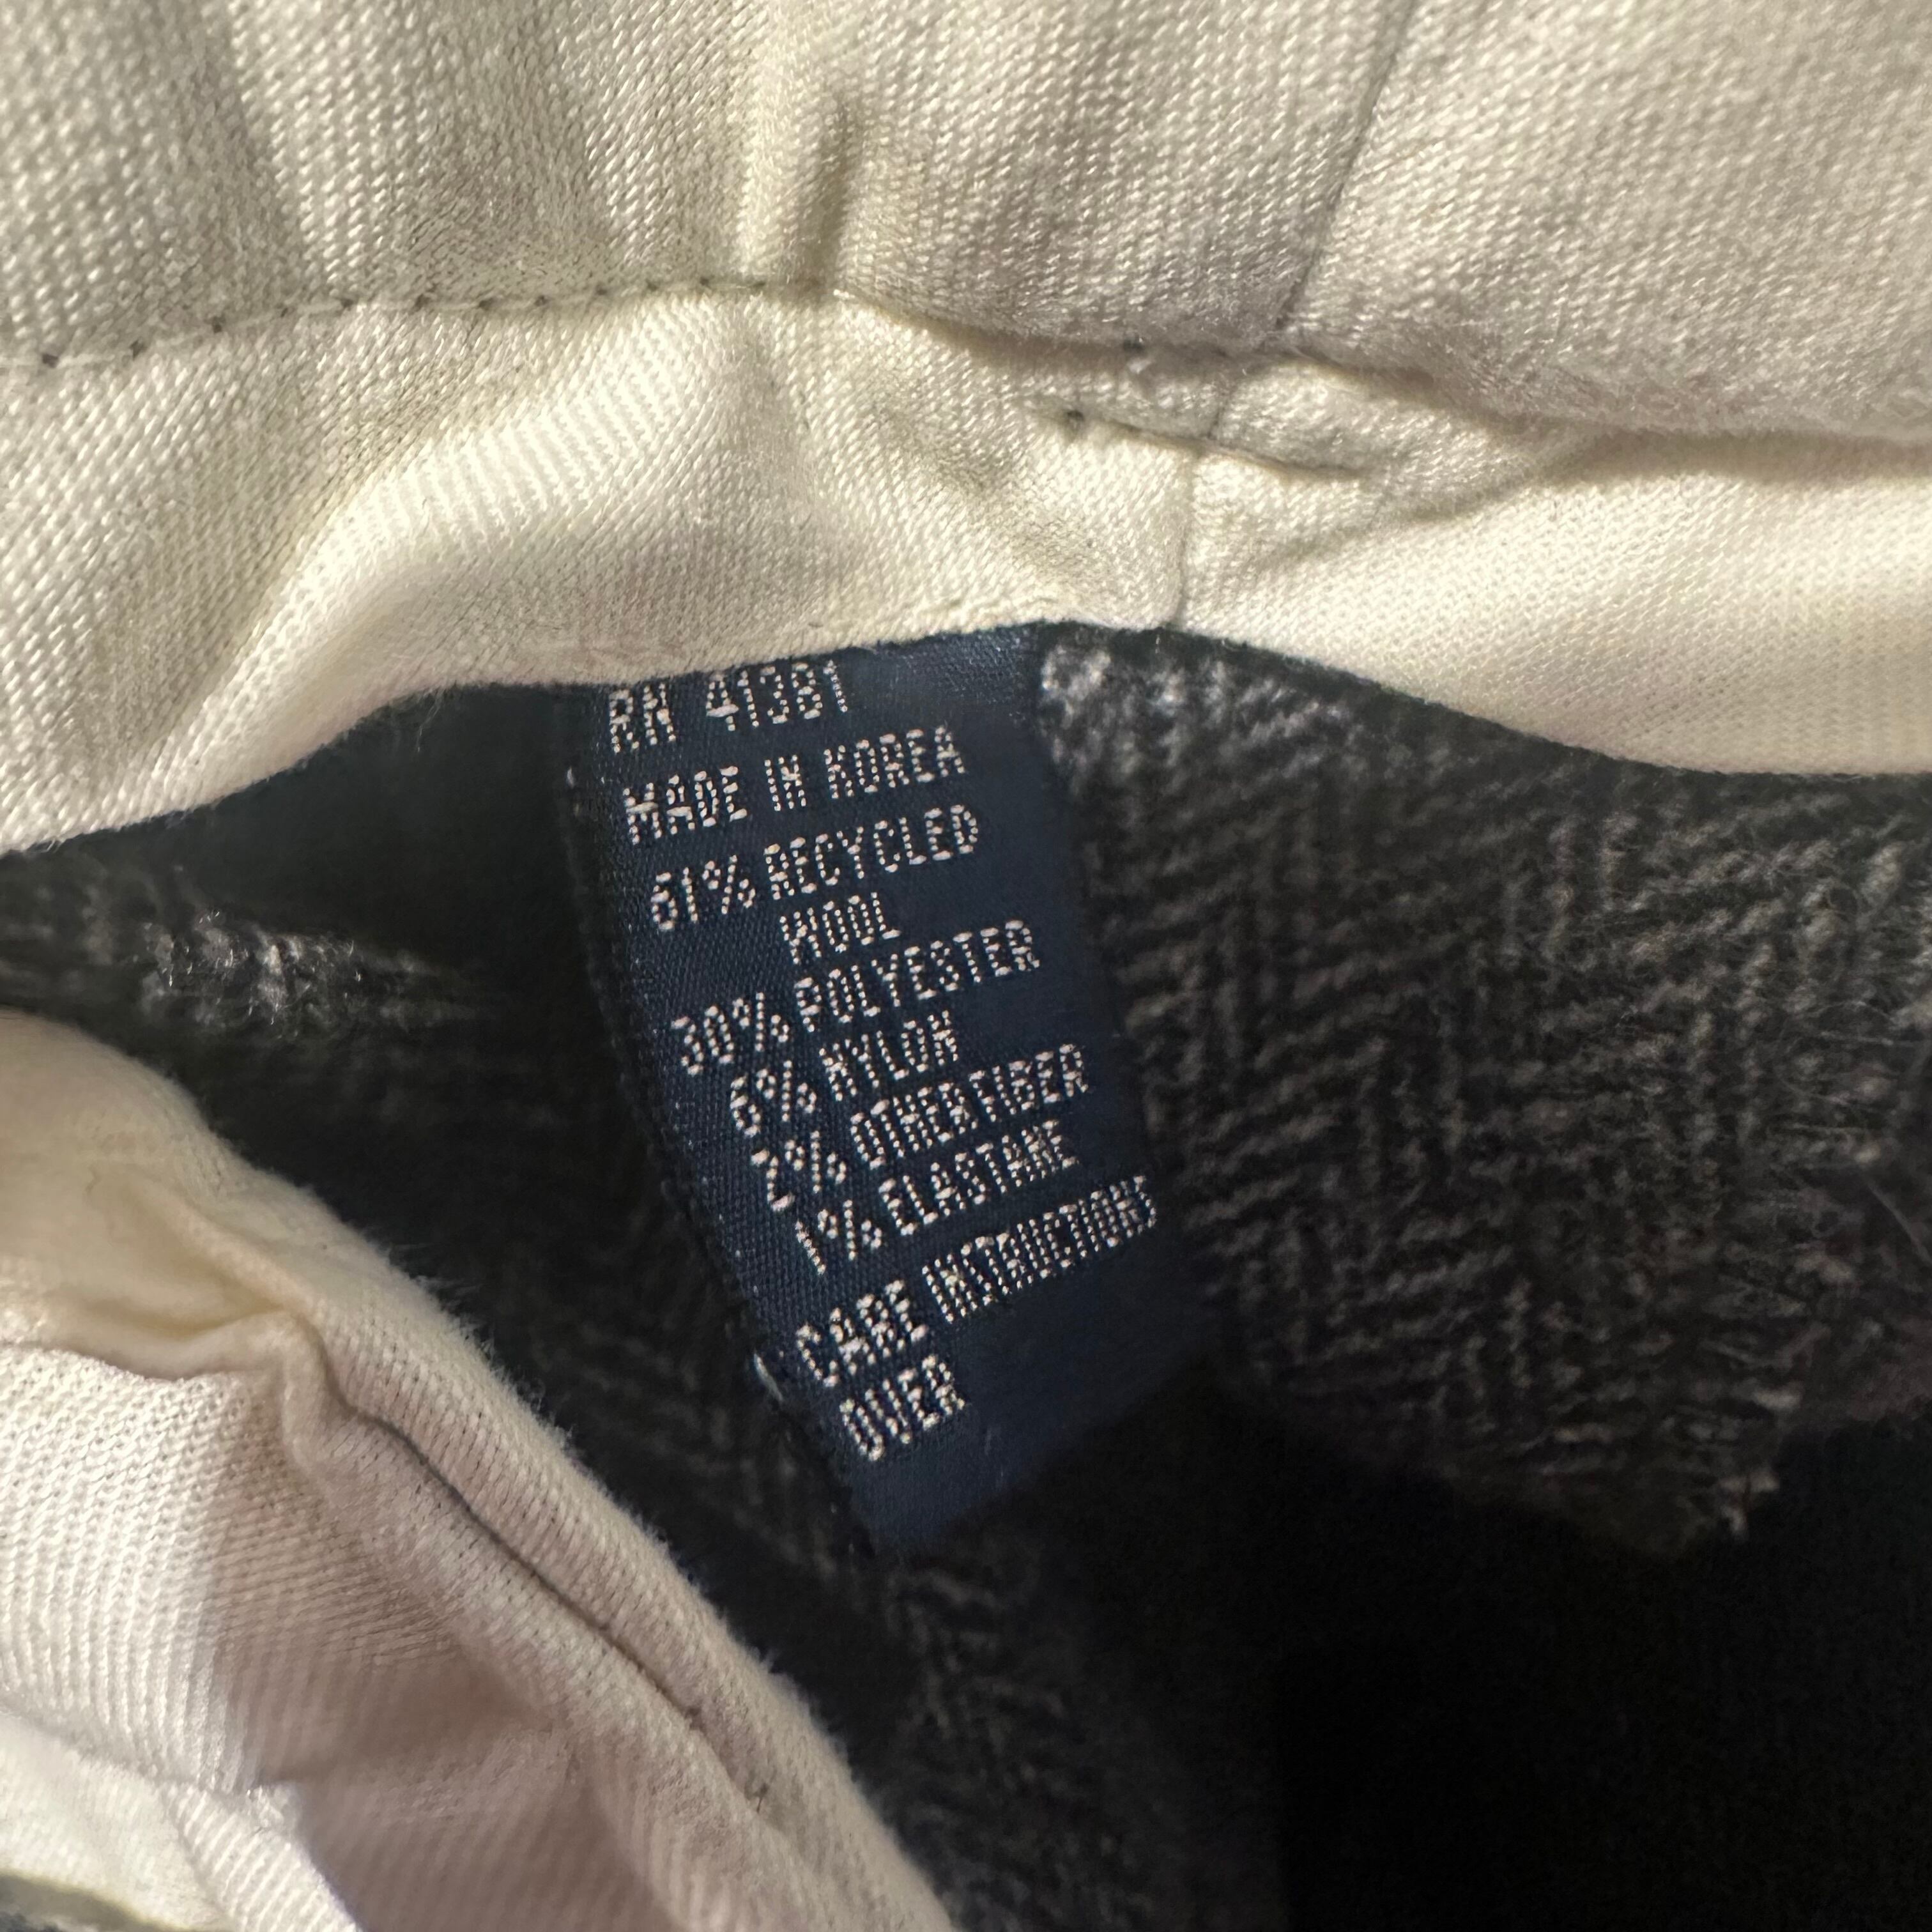 RN 41381
MADE IN KOREA
61% RECYCLED
WOOL
30% POLYESTER
6% NYLON
2% OTHER FIBER
1% ELASTANE
CARE INSTRUCTIONS
OVER